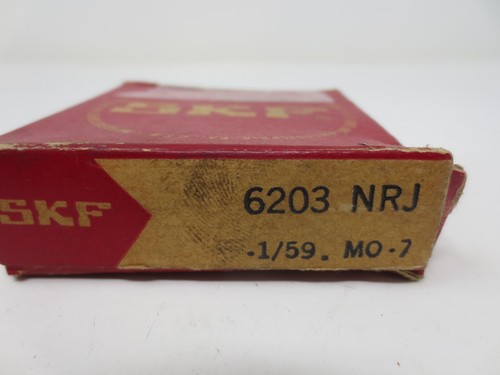 SKF
SKF
6203 NRJ
.1/59. MO.7